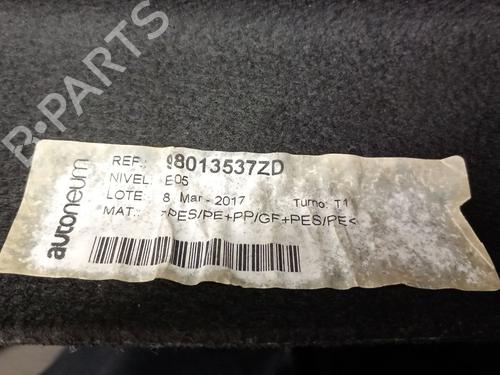 B-PARTS
autoneum
REF.: 98013537ZD
NIVEL: E05
LOTE: 8 Mar - 2017 Turno: T1
MAT.: >PES/PE+PP/GF+PES/PE<